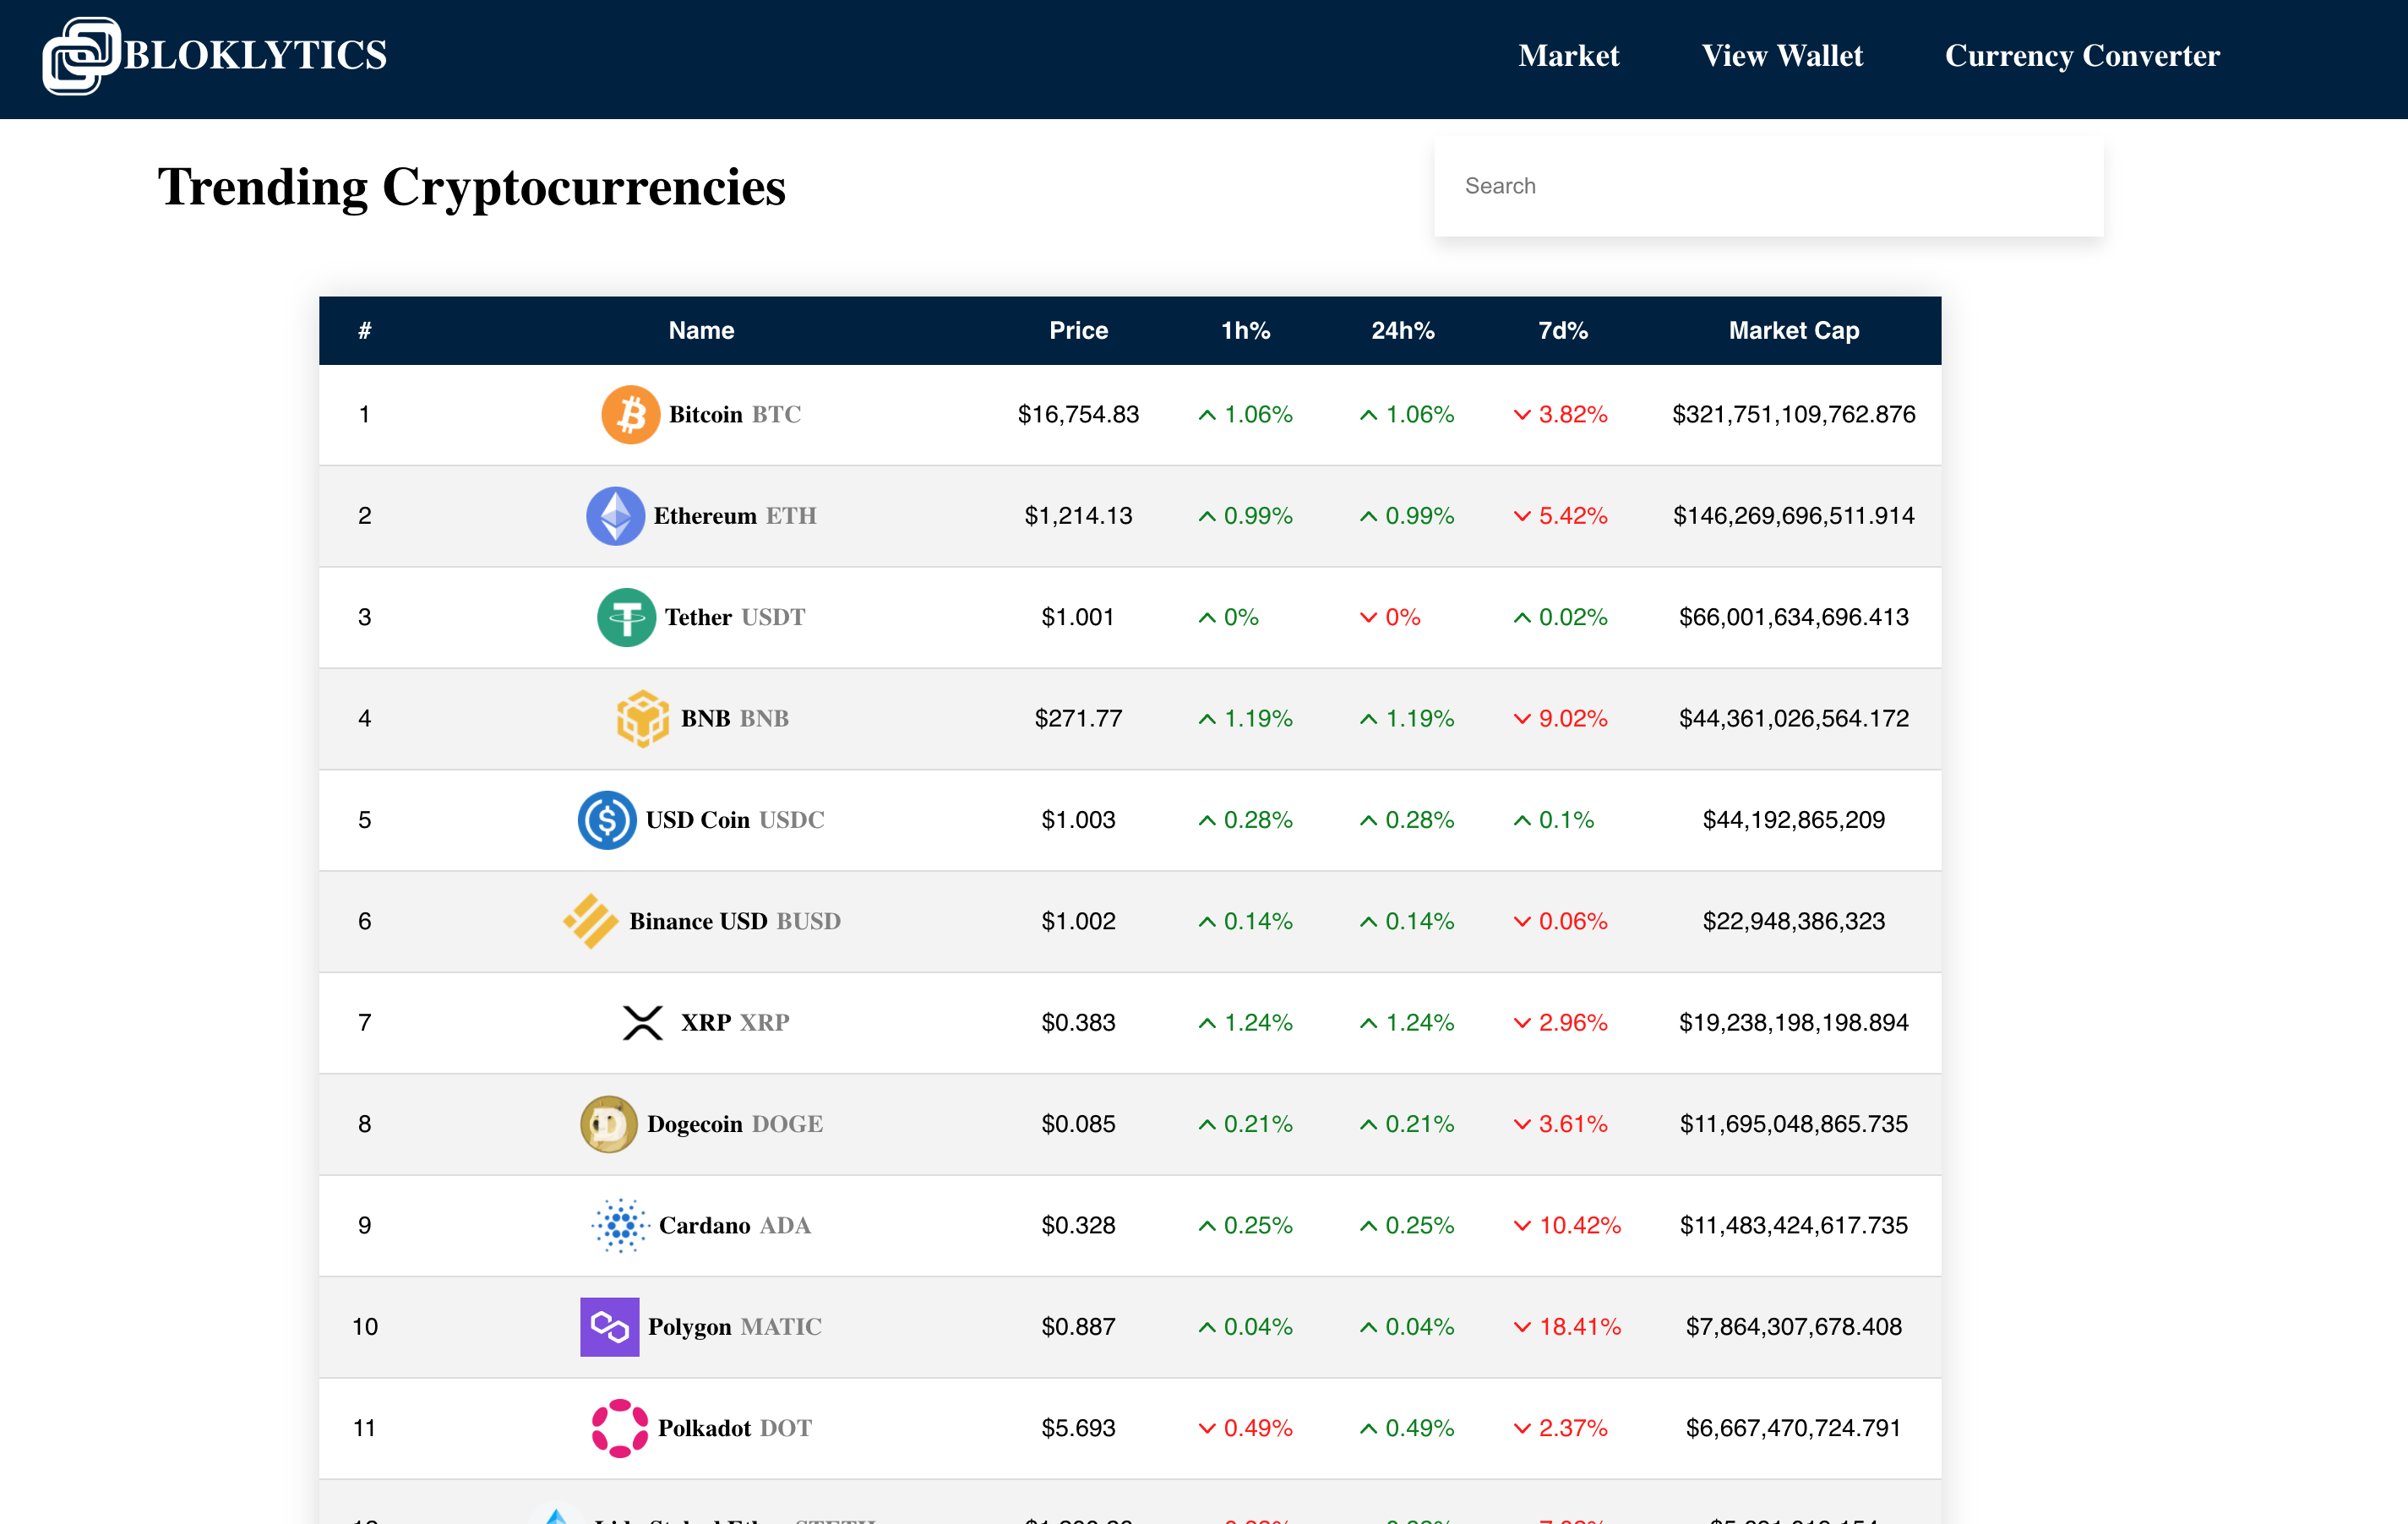 BLOKLYTICS Market View Wallet Currency Converter
Trending Cryptocurrencies Search
# Name Price 1h% 24h% 7d% Market Cap
1 Bitcoin BTC $16,754.83 1.06% 1.06% 3.82% $321,751,109,762.876
2 Ethereum ETH $1,214.13 0.99% 0.99% 5.42% $146,269,696,511.914
3 Tether USDT $1.001 0% 0% 0.02% $66,001,634,696.413
4 BNB BNB $271.77 1.19% 1.19% 9.02% $44,361,026,564.172
5 USD Coin USDC $1.003 0.28% 0.28% 0.1% $44,192,865,209
6 Binance USD BUSD $1.002 0.14% 0.14% 0.06% $22,948,386,323
7 XRP XRP $0.383 1.24% 1.24% 2.96% $19,238,198,198.894
8 Dogecoin DOGE $0.085 0.21% 0.21% 3.61% $11,695,048,865.735
9 Cardano ADA $0.328 0.25% 0.25% 10.42% $11,483,424,617.735
10 Polygon MATIC $0.887 0.04% 0.04% 18.41% $7,864,307,678.408
11 Polkadot DOT $5.693 0.49% 0.49% 2.37% $6,667,470,724.791